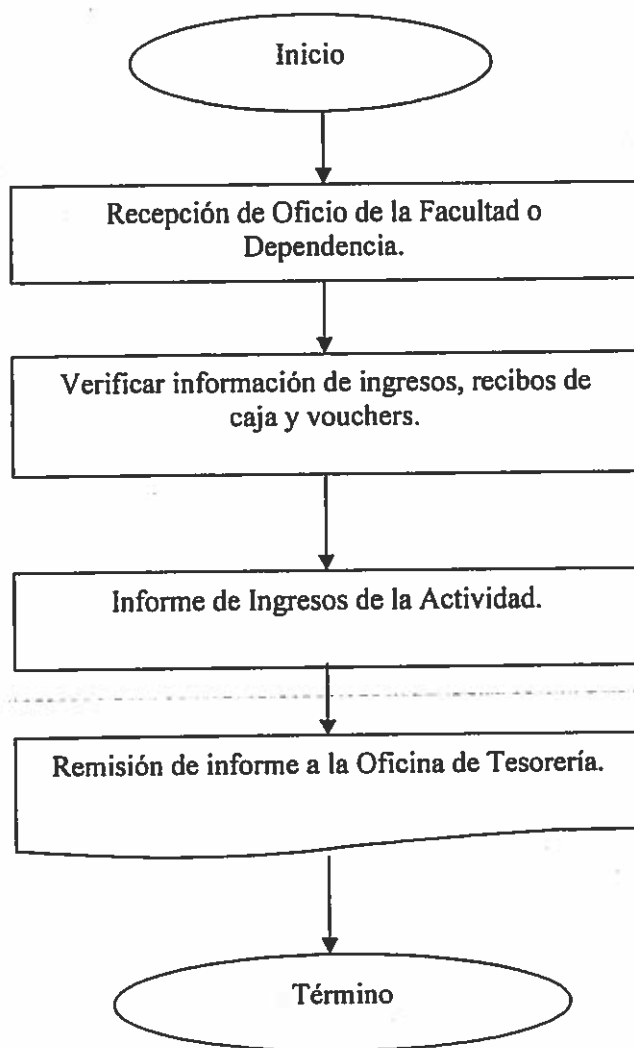 Inicio
Recepción de Oficio de la Facultad o
Dependencia.
Verificar información de ingresos, recibos de
caja y vouchers.
Informe de Ingresos de la Actividad.
Remisión de informe a la Oficina de Tesorería.
Término